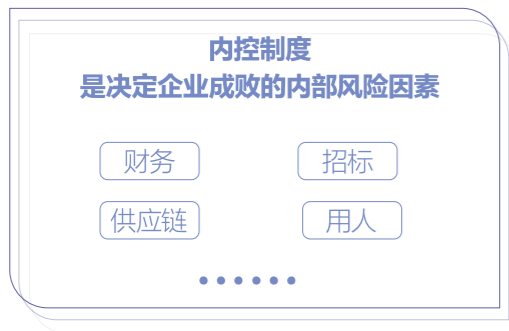 内控制度
是决定企业成败的内部风险因素
财务 招标
供应链 用人
••••••